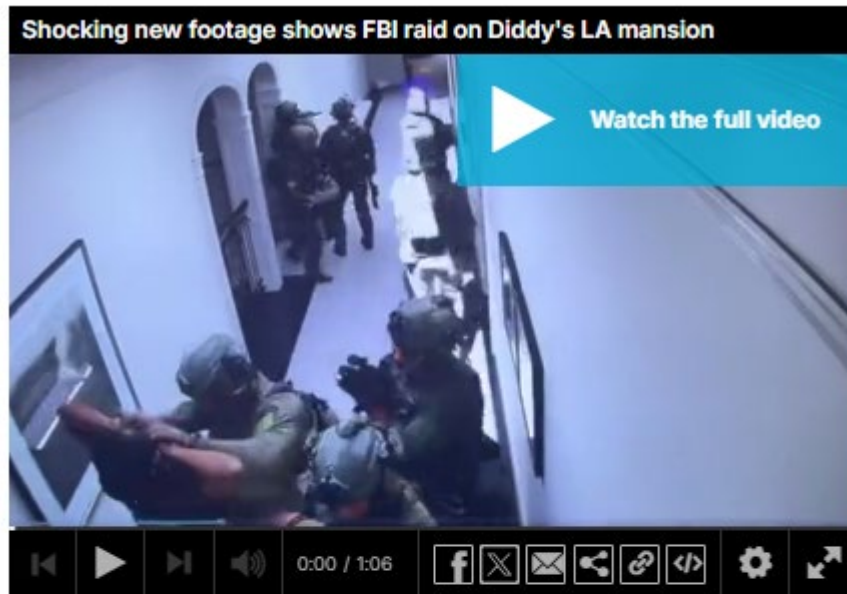 Shocking new footage shows FBI raid on Diddy's LA mansion
Watch the full video
0:00 / 1:06